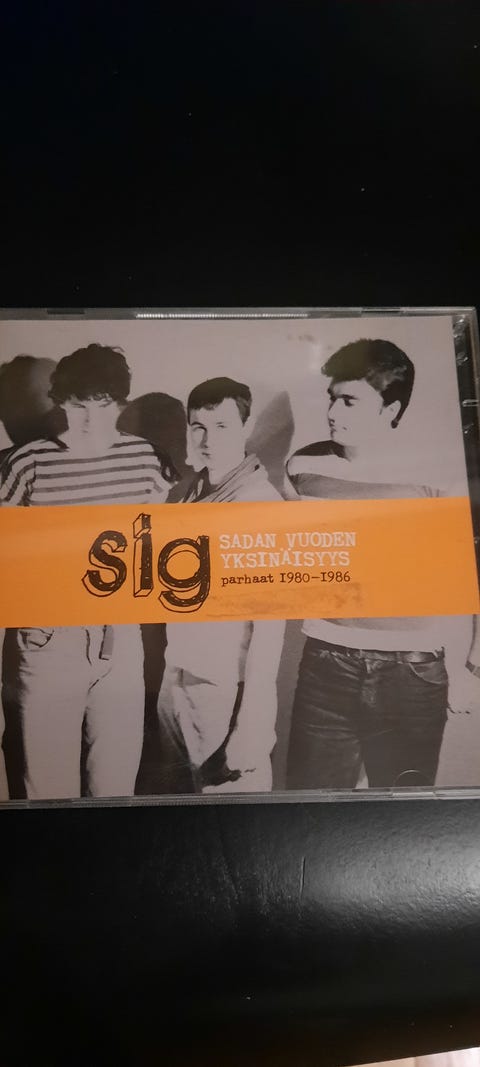 sig
SADAN VUODEN
YKSINÄISYYS
parhaat 1980–1986